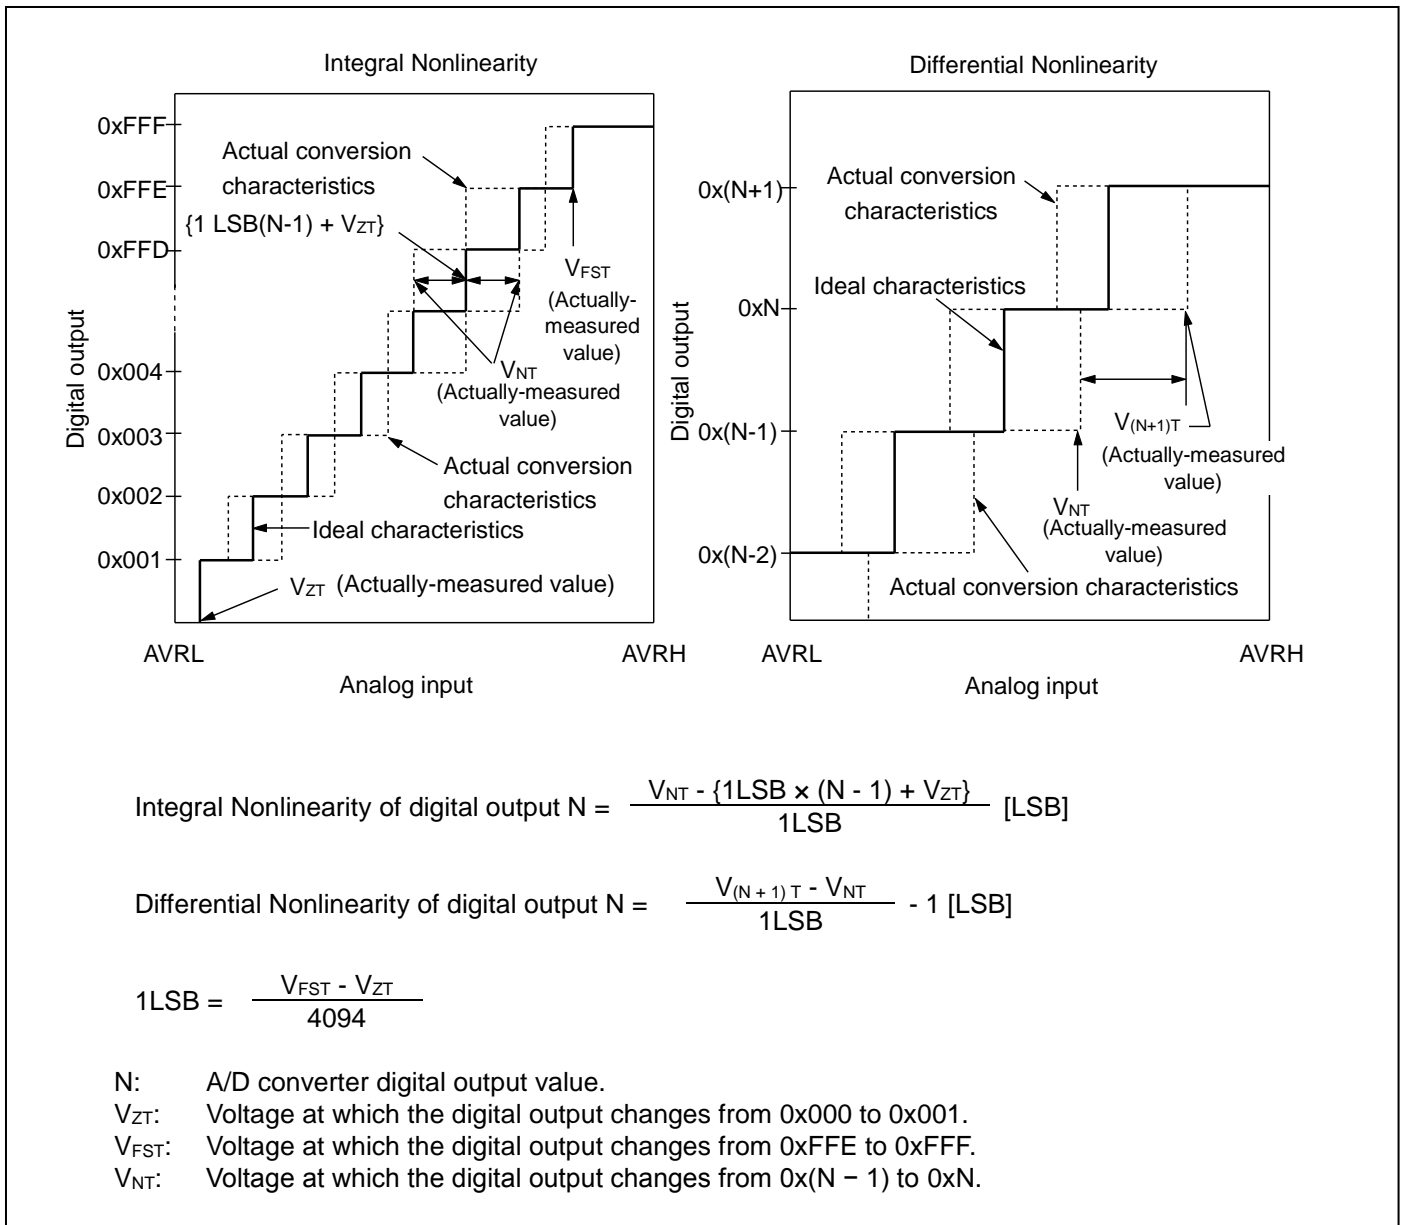 Integral Nonlinearity
0xFFF
0xFFE
0xFFD
0x004
0x003
0x002
0x001
Digital output
Actual conversion
characteristics
{1 LSB(N-1) + VZT}
VFST
(Actually-
measured
value)
VNT
(Actually-measured
value)
Actual conversion
characteristics
Ideal characteristics
VZT (Actually-measured value)
AVRL
AVRH
Analog input
Differential Nonlinearity
0x(N+1)
0xN
0x(N-1)
0x(N-2)
Digital output
Actual conversion
characteristics
Ideal characteristics
V(N+1)T
(Actually-measured
value)
VNT
(Actually-measured
value)
Actual conversion characteristics
AVRL
AVRH
Analog input
Integral Nonlinearity of digital output N = VNT - {1LSB × (N - 1) + VZT} / 1LSB [LSB]
Differential Nonlinearity of digital output N = V(N + 1) T - VNT / 1LSB - 1 [LSB]
1LSB = VFST - VZT / 4094
N: A/D converter digital output value.
VZT: Voltage at which the digital output changes from 0x000 to 0x001.
VFST: Voltage at which the digital output changes from 0xFFE to 0xFFF.
VNT: Voltage at which the digital output changes from 0x(N − 1) to 0xN.